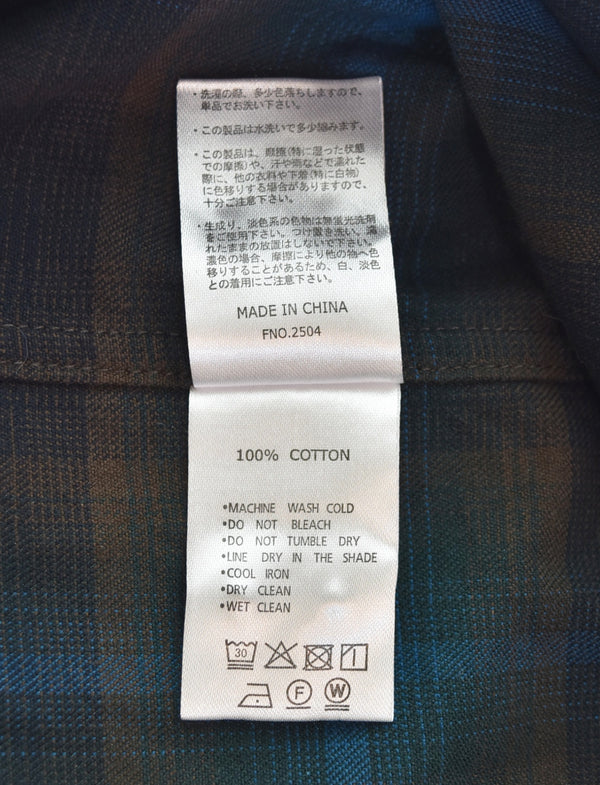 ・洗濯の際、多少色落ちしますので、
単品でお洗い下さい。
・この製品は水洗いで多少縮みます。
・この製品は、摩擦(特に湿った状態
での摩擦)や、汗や雨などで濡れた
際に、他の衣料や下着(特に白物)
に色移りする場合がありますので、
十分ご注意下さい。
・生成り、淡色系の色物は無蛍光洗剤
をご使用下さい。つけ置き洗い、濡
れたままの放置はしないで下さい。
濃色の場合、摩擦により他の物へ色
移りすることがあるため、白、淡色
との着用にご注意下さい。
MADE IN CHINA
FNO.2504
100% COTTON
•MACHINE WASH COLD
•DO NOT BLEACH
•DO NOT TUMBLE DRY
•LINE DRY IN THE SHADE
•COOL IRON
•DRY CLEAN
•WET CLEAN
30
F W